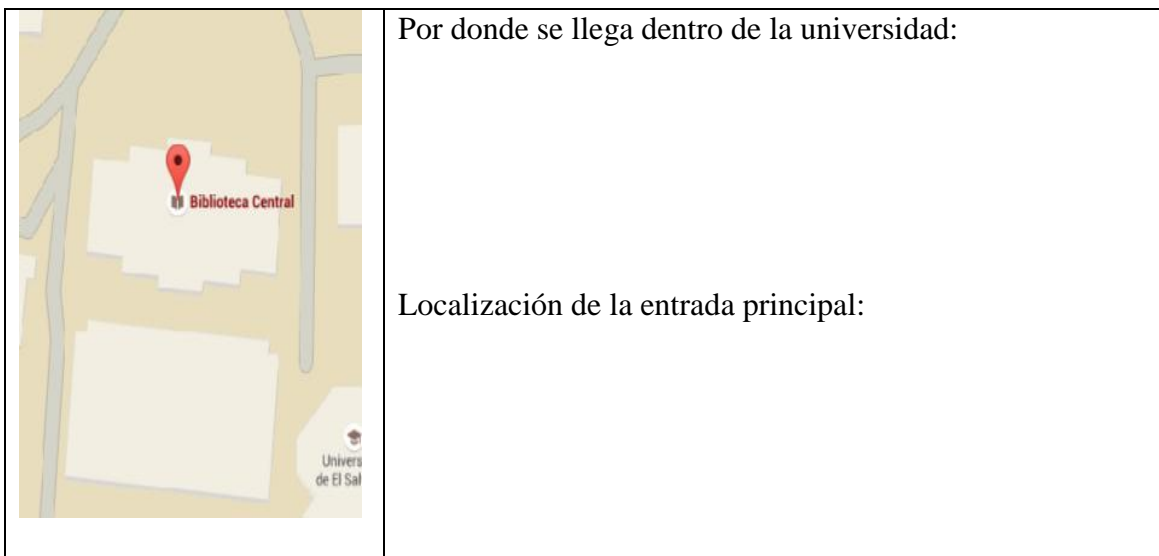 Por donde se llega dentro de la universidad:
Biblioteca Central
Localización de la entrada principal:
Univers
de El Sal